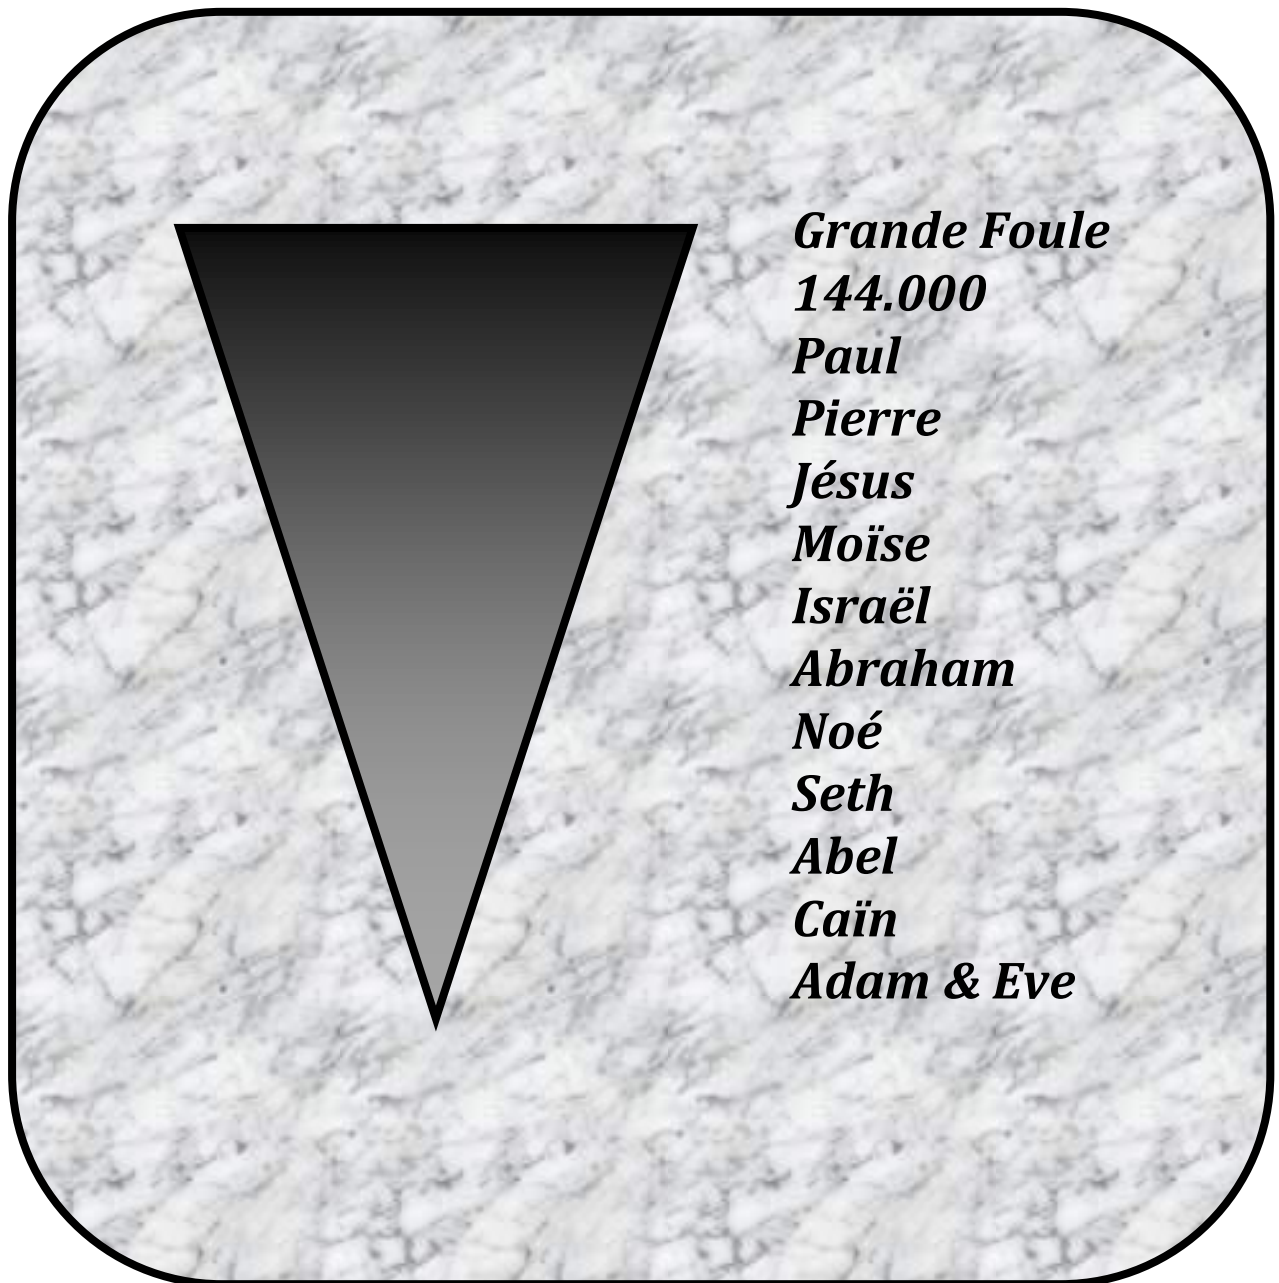 Grande Foule
144.000
Paul
Pierre
Jésus
Moïse
Israël
Abraham
Noé
Seth
Abel
Caïn
Adam & Eve